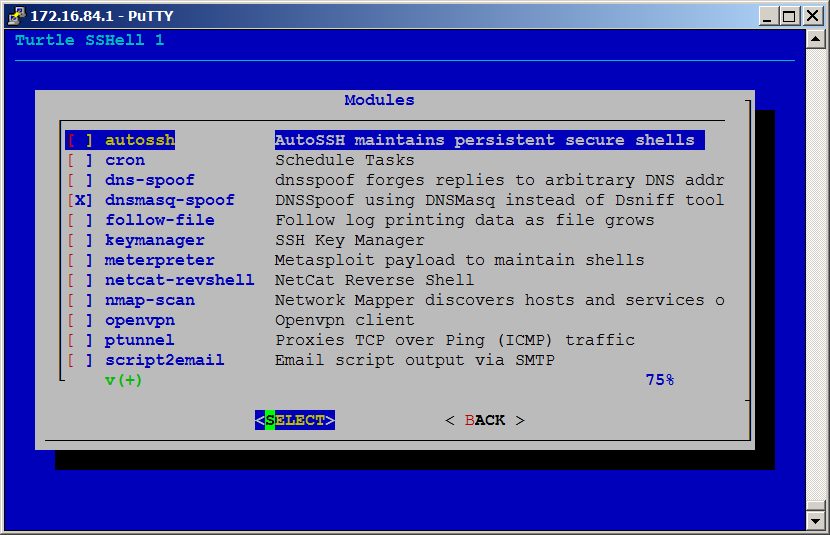 172.16.84.1 - PuTTY
Turtle SSHell 1
Modules
[ ] autossh AutoSSH maintains persistent secure shells
[ ] cron Schedule Tasks
[ ] dns-spoof dnsspoof forges replies to arbitrary DNS addr
[X] dnsmasq-spoof DNSSpoof using DNSMasq instead of Dsniff tool
[ ] follow-file Follow log printing data as file grows
[ ] keymanager SSH Key Manager
[ ] meterpreter Metasploit payload to maintain shells
[ ] netcat-revshell NetCat Reverse Shell
[ ] nmap-scan Network Mapper discovers hosts and services o
[ ] openvpn Openvpn client
[ ] ptunnel Proxies TCP over Ping (ICMP) traffic
[ ] script2email Email script output via SMTP
v(+) 75%
<SELECT> < BACK >